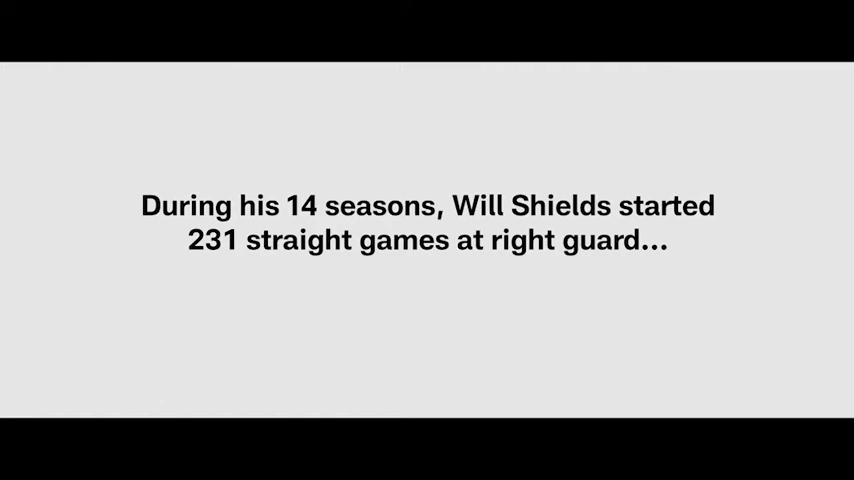 During his 14 seasons, Will Shields started
231 straight games at right guard...